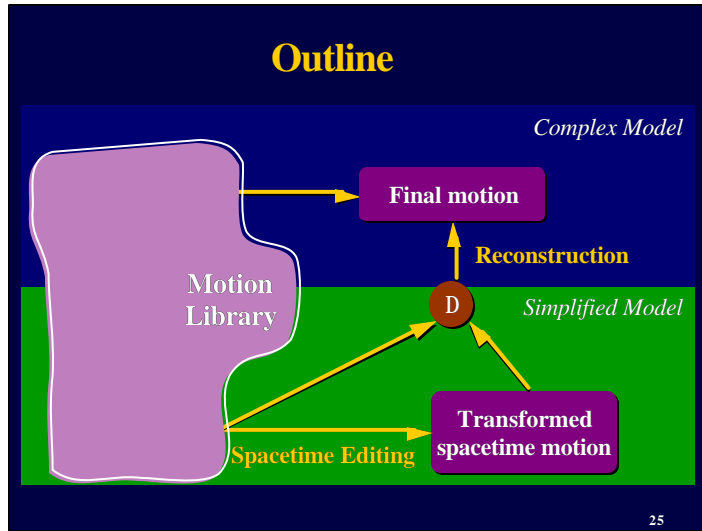 Outline
Complex Model
Final motion
Reconstruction
Motion
Library
D
Simplified Model
Transformed
spacetime motion
Spacetime Editing
25